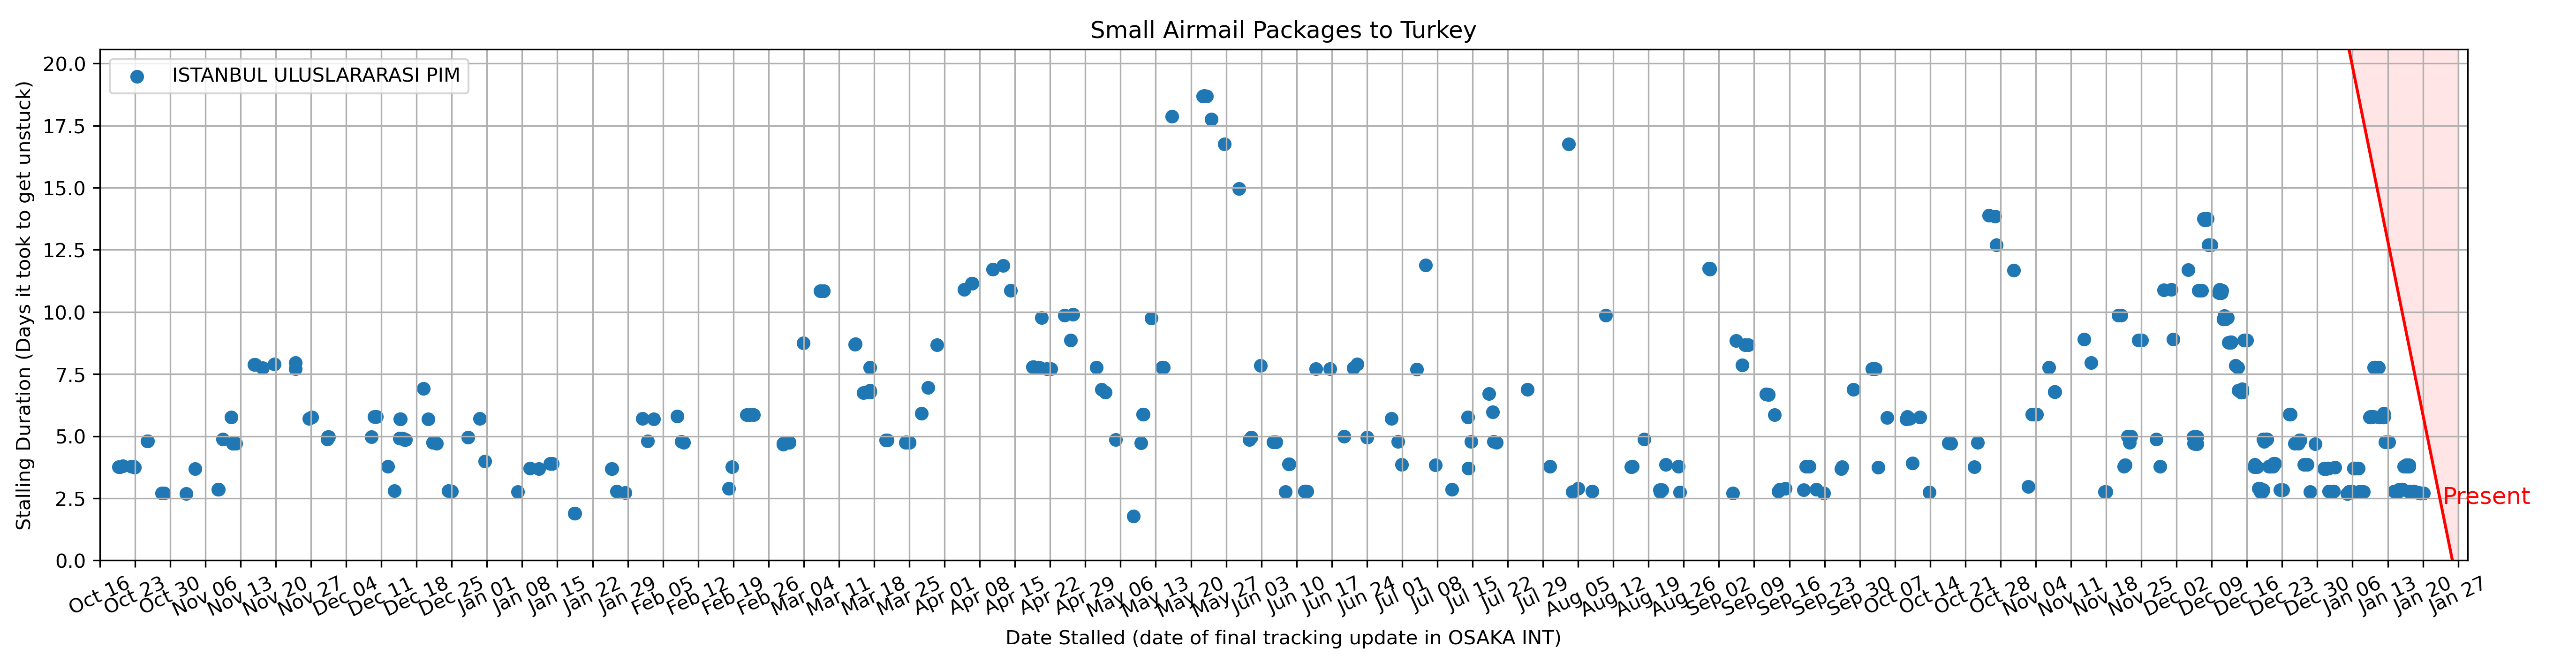 Small Airmail Packages to Turkey
ISTANBUL ULUSLARARASI PIM
Stalling Duration (Days it took to get unstuck)
20.0
17.5
15.0
12.5
10.0
7.5
5.0
2.5
0.0
Present
Oct 16 Oct 23 Oct 30 Nov 06 Nov 13 Nov 20 Nov 27 Dec 04 Dec 11 Dec 18 Dec 25 Jan 01 Jan 08 Jan 15 Jan 22 Jan 29 Feb 05 Feb 12 Feb 19 Feb 26 Mar 04 Mar 11 Mar 18 Mar 25 Apr 01 Apr 08 Apr 15 Apr 22 Apr 29 May 06 May 13 May 20 May 27 Jun 03 Jun 10 Jun 17 Jun 24 Jul 01 Jul 08 Jul 15 Jul 22 Jul 29 Aug 05 Aug 12 Aug 19 Aug 26 Sep 02 Sep 09 Sep 16 Sep 23 Sep 30 Oct 07 Oct 14 Oct 21 Oct 28 Nov 04 Nov 11 Nov 18 Nov 25 Dec 02 Dec 09 Dec 16 Dec 23 Dec 30 Jan 06 Jan 13 Jan 20 Jan 27
Date Stalled (date of final tracking update in OSAKA INT)